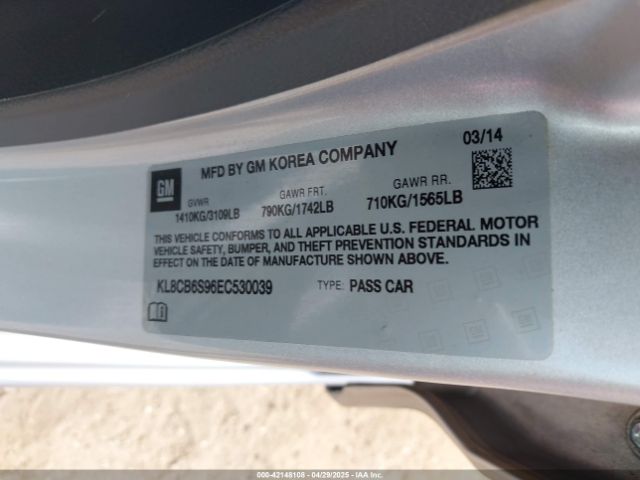 MFD BY GM KOREA COMPANY
03/14
GM
GVWR
1410KG/3109LB
GAWR FRT.
790KG/1742LB
GAWR RR.
710KG/1565LB
THIS VEHICLE CONFORMS TO ALL APPLICABLE U.S. FEDERAL MOTOR
VEHICLE SAFETY, BUMPER, AND THEFT PREVENTION STANDARDS IN
EFFECT ON THE DATE OF MANUFACTURE SHOWN ABOVE.
KL8CB6S96EC530039 TYPE: PASS CAR
000-42148108 04/29/2025 IAAI.COM